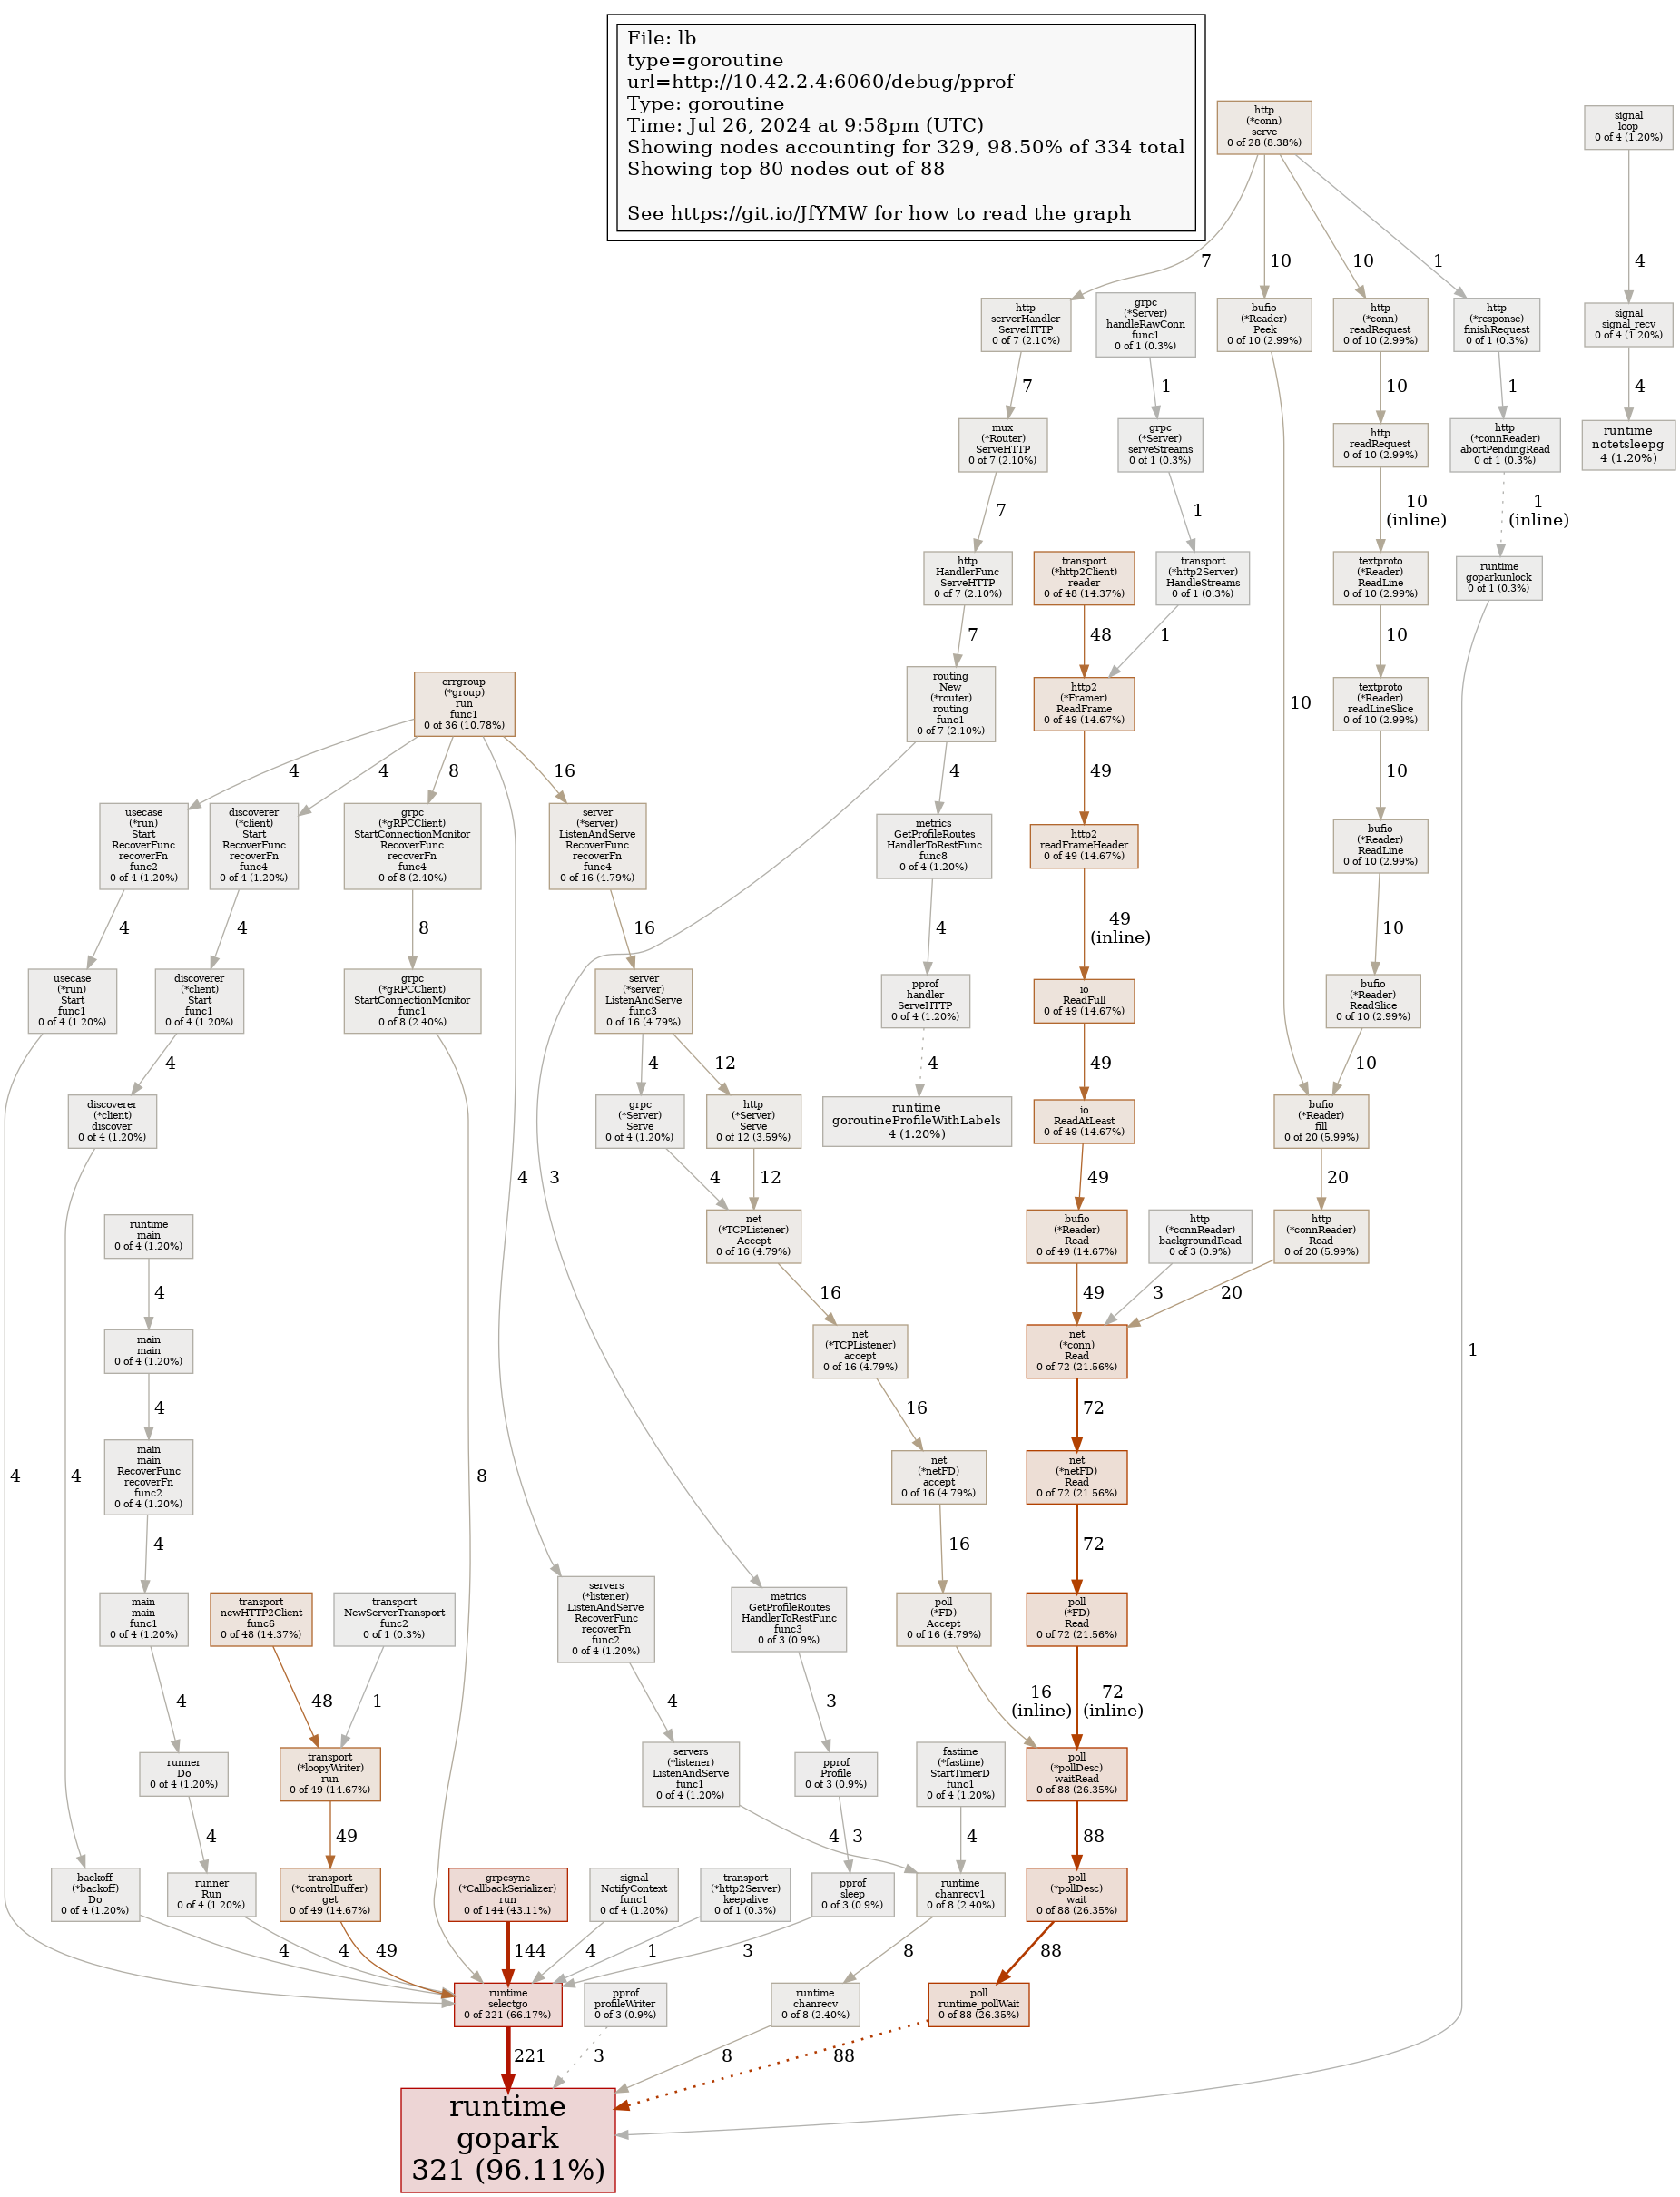 File: lb
type=goroutine
url=http://10.42.2.4:6060/debug/pprof
Type: goroutine
Time: Jul 26, 2024 at 9:58pm (UTC)
Showing nodes accounting for 329, 98.50% of 334 total
Showing top 80 nodes out of 88
See https://git.io/JfYMW for how to read the graph
http
(*conn)
serve
0 of 28 (8.38%)
signal
loop
0 of 4 (1.20%)
7
10
10
1
4
http
serverHandler
ServeHTTP
0 of 7 (2.10%)
grpc
(*Server)
handleRawConn
func1
0 of 1 (0.3%)
bufio
(*Reader)
Peek
0 of 10 (2.99%)
http
(*conn)
readRequest
0 of 10 (2.99%)
http
(*response)
finishRequest
0 of 1 (0.3%)
signal
signal_recv
0 of 4 (1.20%)
7
1
10
1
4
mux
(*Router)
ServeHTTP
0 of 7 (2.10%)
grpc
(*Server)
serveStreams
0 of 1 (0.3%)
http
readRequest
0 of 10 (2.99%)
http
(*connReader)
abortPendingRead
0 of 1 (0.3%)
runtime
notetsleepg
4 (1.20%)
7
1
10
(inline)
1
(inline)
http
HandlerFunc
ServeHTTP
0 of 7 (2.10%)
transport
(*http2Client)
reader
0 of 48 (14.37%)
transport
(*http2Server)
HandleStreams
0 of 1 (0.3%)
textproto
(*Reader)
ReadLine
0 of 10 (2.99%)
runtime
goparkunlock
0 of 1 (0.3%)
7
48
1
10
errgroup
(*group)
run
func1
0 of 36 (10.78%)
routing
New
(*router)
routing
func1
0 of 7 (2.10%)
http2
(*Framer)
ReadFrame
0 of 49 (14.67%)
textproto
(*Reader)
readLineSlice
0 of 10 (2.99%)
10
4
4
8
16
4
49
10
usecase
(*run)
Start
RecoverFunc
recoverFn
func2
0 of 4 (1.20%)
discoverer
(*client)
Start
RecoverFunc
recoverFn
func4
0 of 4 (1.20%)
grpc
(*gRPCClient)
StartConnectionMonitor
RecoverFunc
recoverFn
func4
0 of 8 (2.40%)
server
(*server)
ListenAndServe
RecoverFunc
recoverFn
func4
0 of 16 (4.79%)
metrics
GetProfileRoutes
HandlerToRestFunc
func8
0 of 4 (1.20%)
http2
readFrameHeader
0 of 49 (14.67%)
bufio
(*Reader)
ReadLine
0 of 10 (2.99%)
4
4
8
16
4
49
(inline)
10
usecase
(*run)
Start
func1
0 of 4 (1.20%)
discoverer
(*client)
Start
func1
0 of 4 (1.20%)
grpc
(*gRPCClient)
StartConnectionMonitor
func1
0 of 8 (2.40%)
server
(*server)
ListenAndServe
func3
0 of 16 (4.79%)
pprof
handler
ServeHTTP
0 of 4 (1.20%)
io
ReadFull
0 of 49 (14.67%)
bufio
(*Reader)
ReadSlice
0 of 10 (2.99%)
4
4
12
4
49
10
discoverer
(*client)
discover
0 of 4 (1.20%)
grpc
(*Server)
Serve
0 of 4 (1.20%)
http
(*Server)
Serve
0 of 12 (3.59%)
runtime
goroutineProfileWithLabels
4 (1.20%)
io
ReadAtLeast
0 of 49 (14.67%)
bufio
(*Reader)
fill
0 of 20 (5.99%)
4
3
4
12
49
20
runtime
main
0 of 4 (1.20%)
net
(*TCPListener)
Accept
0 of 16 (4.79%)
bufio
(*Reader)
Read
0 of 49 (14.67%)
http
(*connReader)
backgroundRead
0 of 3 (0.9%)
http
(*connReader)
Read
0 of 20 (5.99%)
4
16
49
3
20
main
main
0 of 4 (1.20%)
net
(*TCPListener)
accept
0 of 16 (4.79%)
net
(*conn)
Read
0 of 72 (21.56%)
1
4
16
72
main
main
RecoverFunc
recoverFn
func2
0 of 4 (1.20%)
net
(*netFD)
accept
0 of 16 (4.79%)
net
(*netFD)
Read
0 of 72 (21.56%)
4
4
8
4
16
72
main
main
func1
0 of 4 (1.20%)
transport
newHTTP2Client
func6
0 of 48 (14.37%)
transport
NewServerTransport
func2
0 of 1 (0.3%)
servers
(*listener)
ListenAndServe
RecoverFunc
recoverFn
func2
0 of 4 (1.20%)
metrics
GetProfileRoutes
HandlerToRestFunc
func3
0 of 3 (0.9%)
poll
(*FD)
Accept
0 of 16 (4.79%)
poll
(*FD)
Read
0 of 72 (21.56%)
4
48
1
4
3
16
(inline)
72
(inline)
runner
Do
0 of 4 (1.20%)
transport
(*loopyWriter)
run
0 of 49 (14.67%)
servers
(*listener)
ListenAndServe
func1
0 of 4 (1.20%)
pprof
Profile
0 of 3 (0.9%)
fastime
(*fastime)
StartTimerD
func1
0 of 4 (1.20%)
poll
(*pollDesc)
waitRead
0 of 88 (26.35%)
4
49
4
3
4
88
backoff
(*backoff)
Do
0 of 4 (1.20%)
runner
Run
0 of 4 (1.20%)
transport
(*controlBuffer)
get
0 of 49 (14.67%)
grpcsync
(*CallbackSerializer)
run
0 of 144 (43.11%)
signal
NotifyContext
func1
0 of 4 (1.20%)
transport
(*http2Server)
keepalive
0 of 1 (0.3%)
pprof
sleep
0 of 3 (0.9%)
runtime
chanrecv1
0 of 8 (2.40%)
poll
(*pollDesc)
wait
0 of 88 (26.35%)
4
4
49
144
4
1
3
8
88
runtime
selectgo
0 of 221 (66.17%)
pprof
profileWriter
0 of 3 (0.9%)
runtime
chanrecv
0 of 8 (2.40%)
poll
runtime_pollWait
0 of 88 (26.35%)
221
3
8
88
runtime
gopark
321 (96.11%)